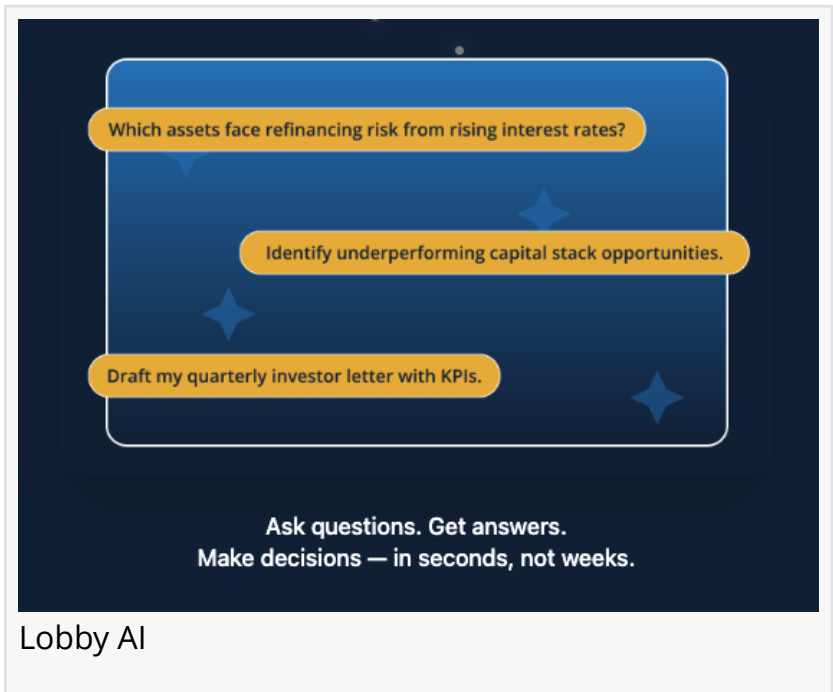 Which assets face refinancing risk from rising interest rates?
Identify underperforming capital stack opportunities.
Draft my quarterly investor letter with KPIs.
Ask questions. Get answers.
Make decisions — in seconds, not weeks.
Lobby AI